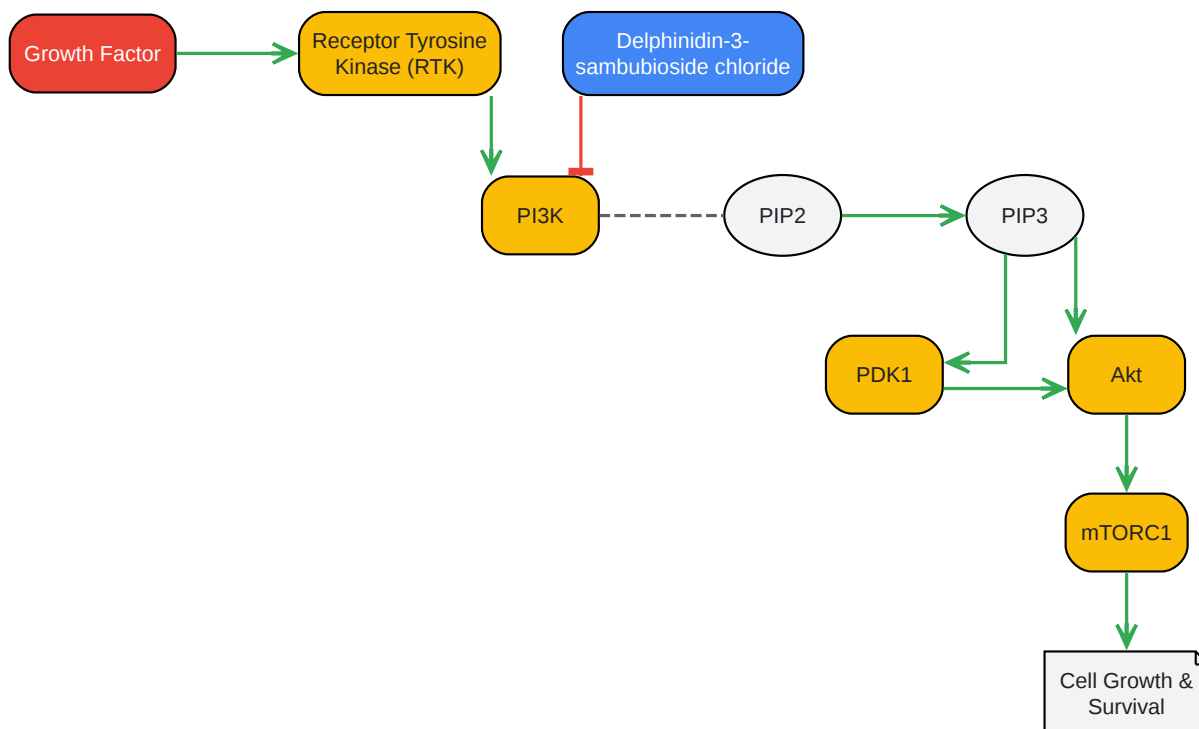 Growth Factor
Receptor Tyrosine
Kinase (RTK)
Delphinidin-3-
sambubioside chloride
PI3K
PIP2
PIP3
PDK1
Akt
mTORC1
Cell Growth &
Survival